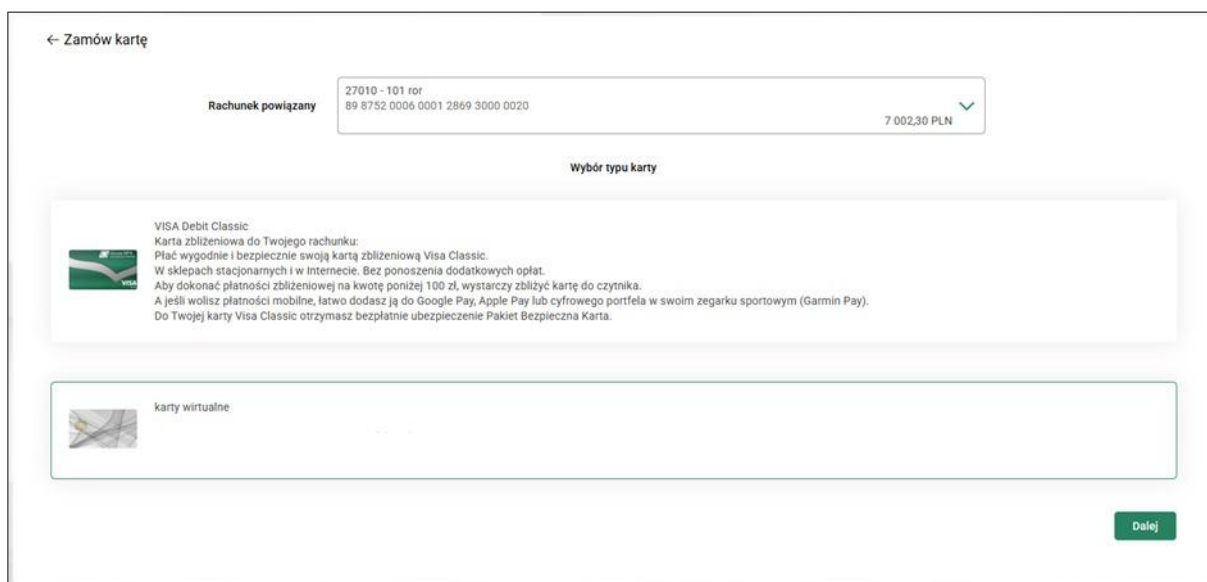 ← Zamów kartę
27010 - 101 ror
Rachunek powiązany
89 8752 0006 0001 2869 3000 0020
7 002,30 PLN
Wybór typu karty
VISA Debit Classic
Karta zbliżeniowa do Twojego rachunku:
Płać wygodnie i bezpiecznie swoją kartą zbliżeniową Visa Classic.
W sklepach stacjonarnych i w Internecie. Bez ponoszenia dodatkowych opłat.
Aby dokonać płatności zbliżeniowej na kwotę poniżej 100 zł, wystarczy zbliżyć kartę do czytnika.
A jeśli wolisz płatności mobilne, łatwo dodasz ją do Google Pay, Apple Pay lub cyfrowego portfela w swoim zegarku sportowym (Garmin Pay).
Do Twojej karty Visa Classic otrzymasz bezpłatnie ubezpieczenie Pakiet Bezpieczna Karta.
VISA
karty wirtualne
Dalej